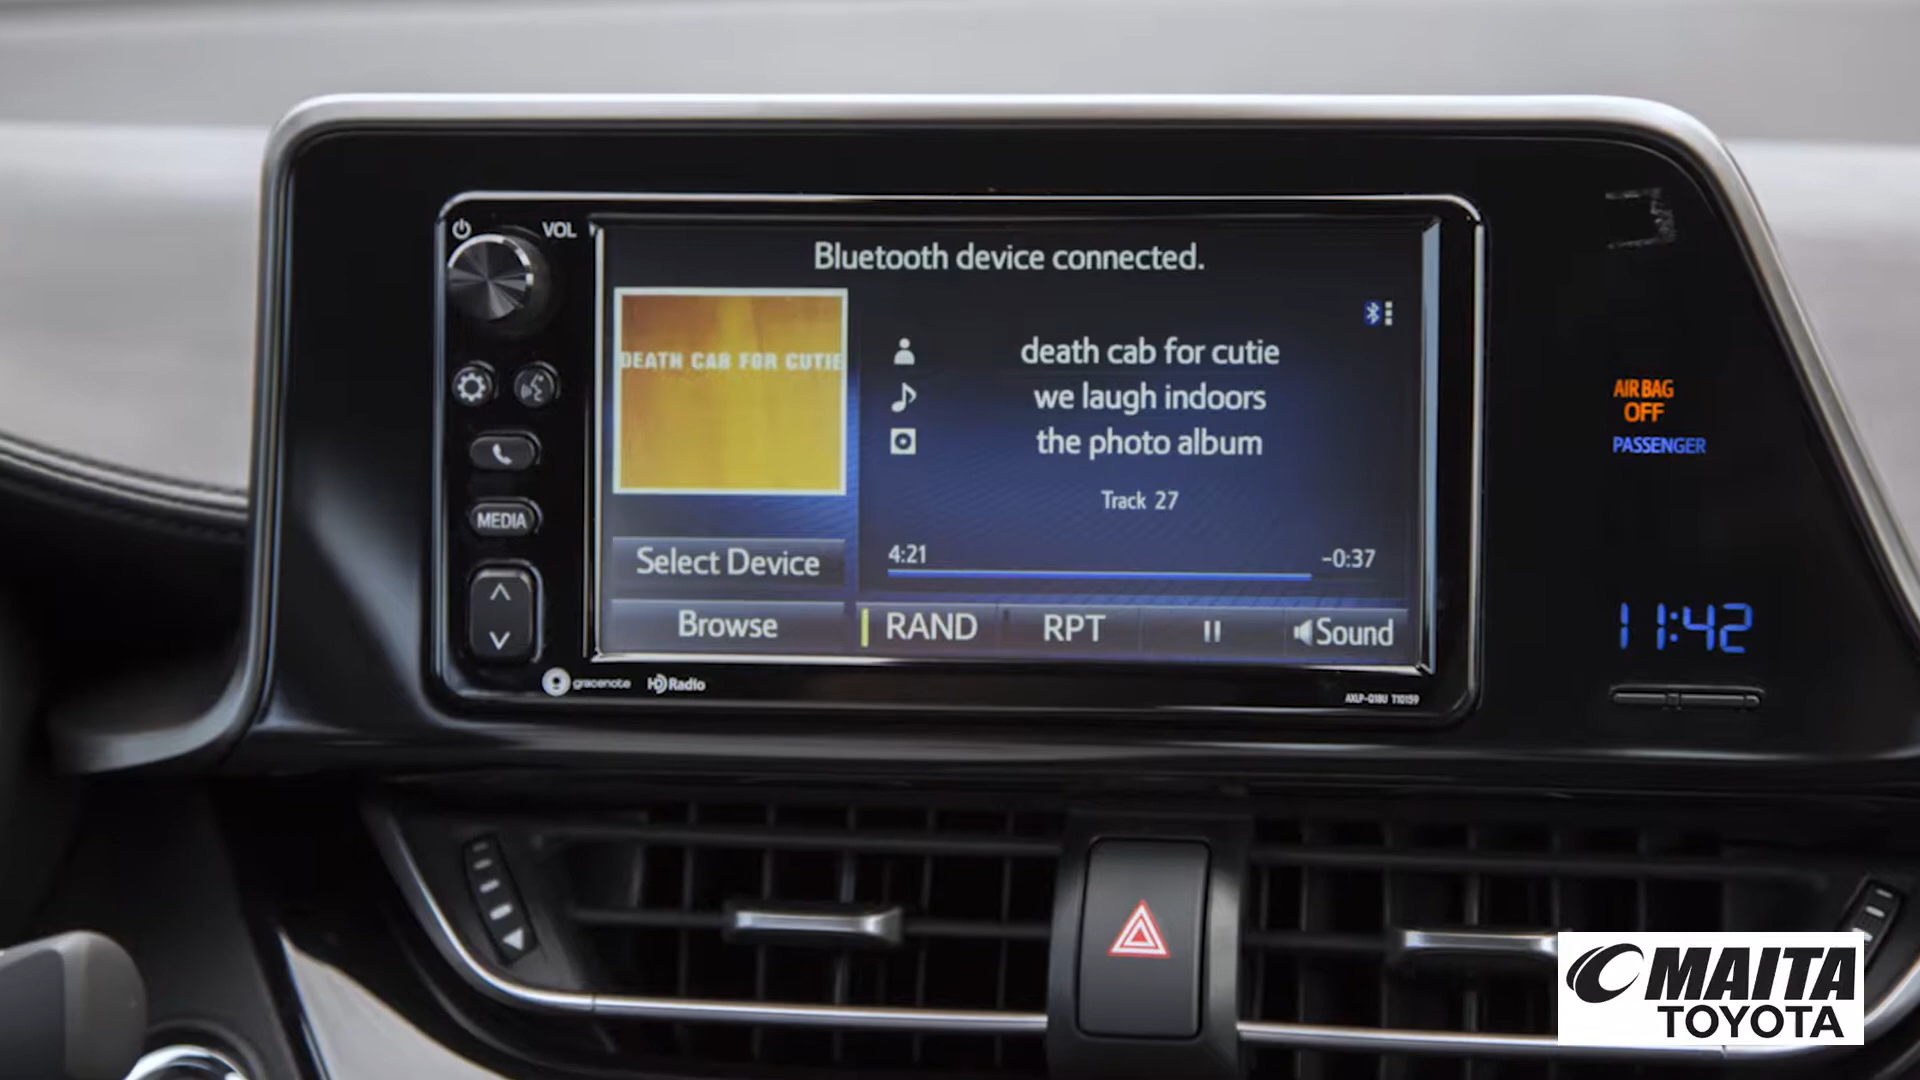 VOL
Bluetooth device connected.
DEATH CAB FOR CUTIE
death cab for cutie
we laugh indoors
the photo album
Track 27
4:21
-0:37
MEDIA
Select Device
Browse
RAND
RPT
Sound
gracenote
HD Radio
AIR BAG
OFF
PASSENGER
11:42
MAITA
TOYOTA